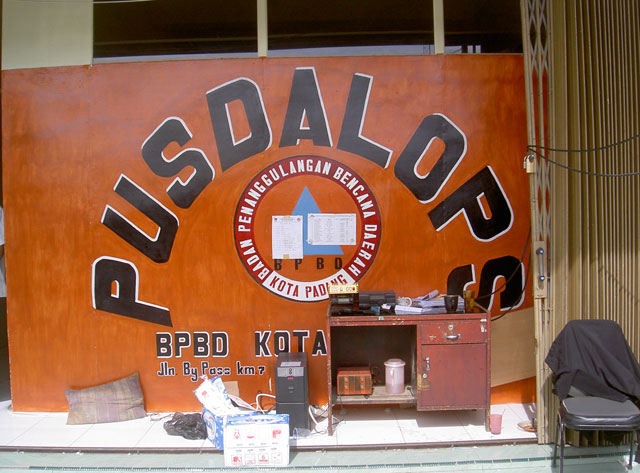 PUSDALOPS
BADAN PENANGGULANGAN BENCANA DAERAH
BPBD
KOTA PADANG
BPBD KOTA
Jln. By Pass km 7